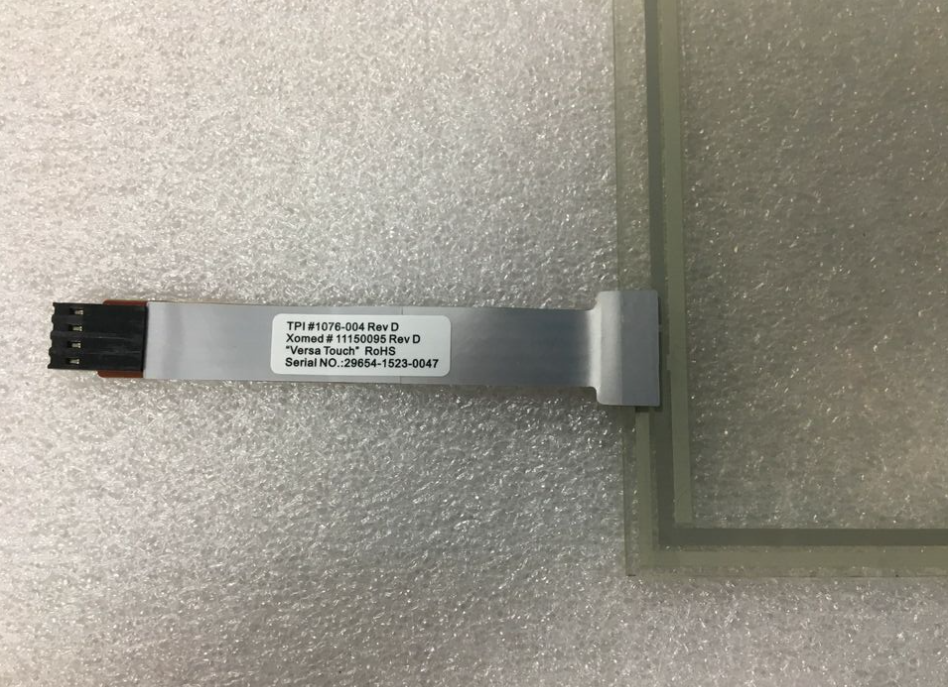 TPI #1076-004 Rev D
Xomed # 11150095 Rev D
"Versa Touch" RoHS
Serial NO.:29654-1523-0047